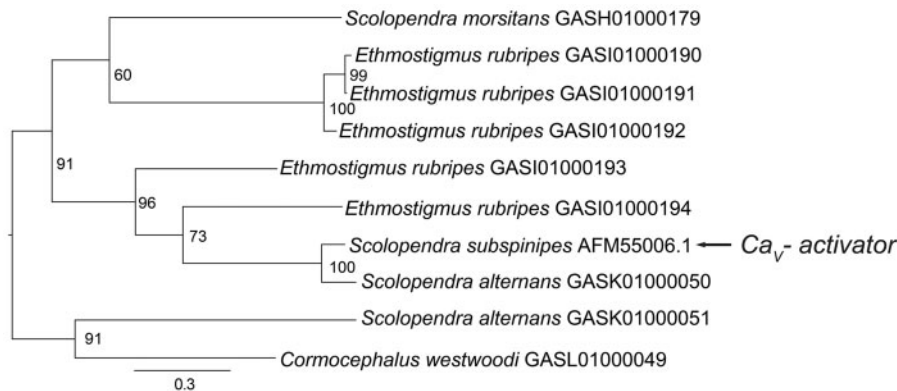 Scolopendra morsitans GASH01000179
Ethmostigmus rubripes GASI01000190
99
60
Ethmostigmus rubripes GASI01000191
100
Ethmostigmus rubripes GASI01000192
91
Ethmostigmus rubripes GASI01000193
96
Ethmostigmus rubripes GASI01000194
73
Scolopendra subspinipes AFM55006.1 Cav- activator
100
Scolopendra alternans GASK01000050
Scolopendra alternans GASK01000051
91
Cormocephalus westwoodi GASL01000049
0.3